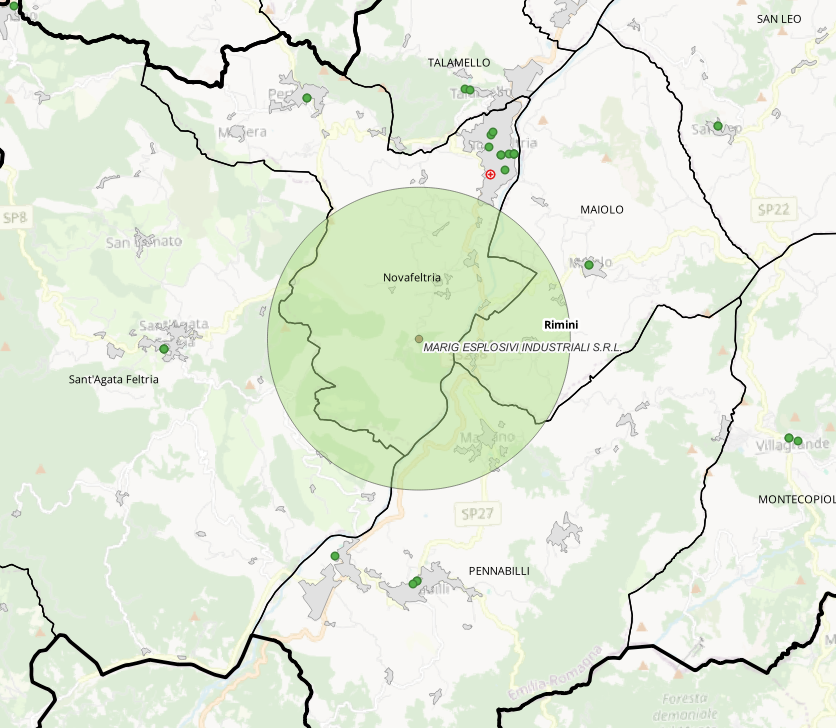 SAN LEO
TALAMELLO
SP8
SP22
MAIOLO
Novafeltria
Rimini
MARIG ESPLOSIVI INDUSTRIALI S.R.L.
Sant'Agata Feltria
Villagrande
MONTECOPIOL
SP27
PENNABILLI
Emilia-Romagna
Foresta
demaniale